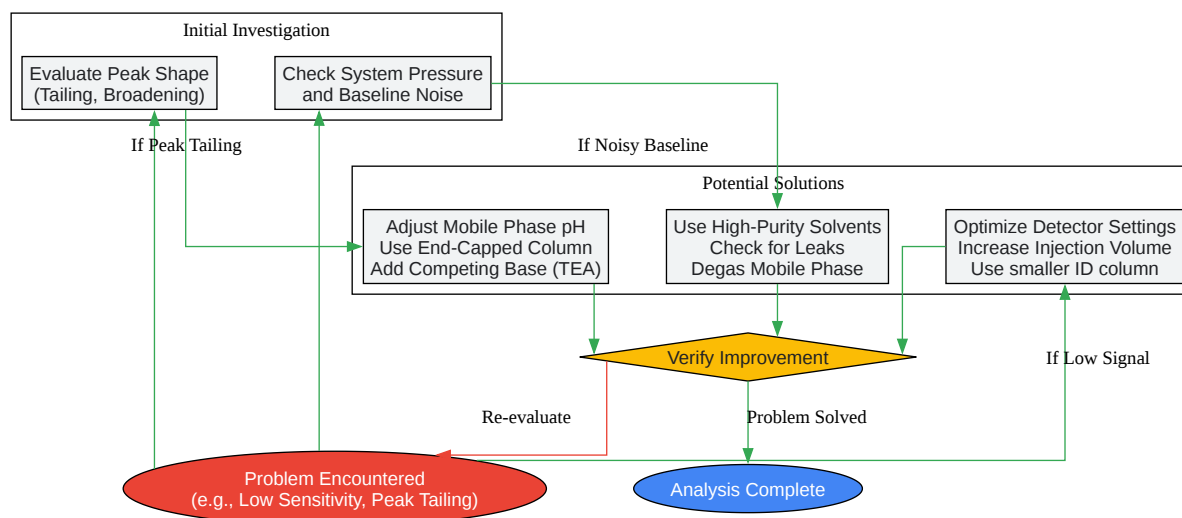 Initial Investigation
Evaluate Peak Shape
(Tailing, Broadening)
Check System Pressure
and Baseline Noise
If Peak Tailing
If Noisy Baseline
Potential Solutions
Adjust Mobile Phase pH
Use End-Capped Column
Add Competing Base (TEA)
Use High-Purity Solvents
Check for Leaks
Degas Mobile Phase
Optimize Detector Settings
Increase Injection Volume
Use smaller ID column
Verify Improvement
If Low Signal
Re-evaluate
Problem Solved
Problem Encountered
(e.g., Low Sensitivity, Peak Tailing)
Analysis Complete